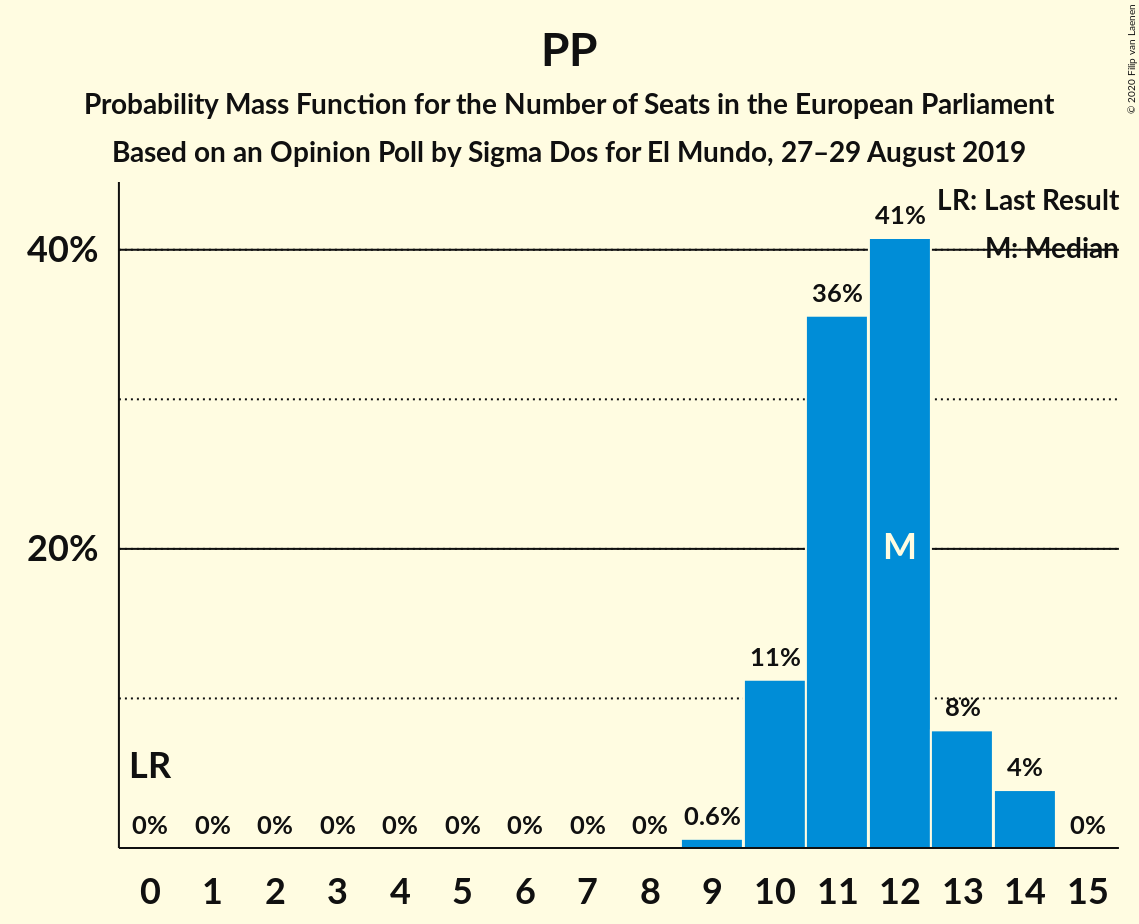 PP
Probability Mass Function for the Number of Seats in the European Parliament
Based on an Opinion Poll by Sigma Dos for El Mundo, 27–29 August 2019
© 2020 Filip van Laenen
LR: Last Result
M: Median
40%
20%
41%
36%
M
11%
8%
4%
LR
0% 0% 0% 0% 0% 0% 0% 0% 0% 0.6% 0%
0 1 2 3 4 5 6 7 8 9 10 11 12 13 14 15